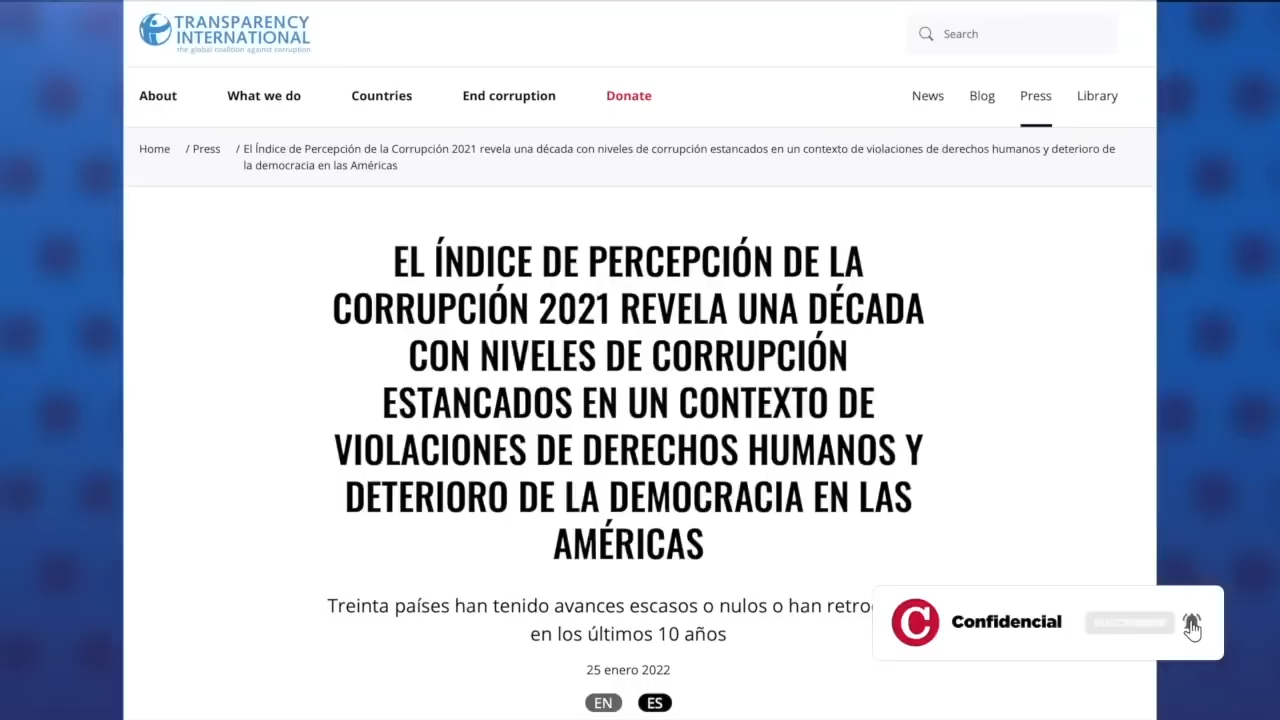 TRANSPARENCY
INTERNATIONAL
the global coalition against corruption
Search
About What we do Countries End corruption Donate News Blog Press Library
Home / Press / El Índice de Percepción de la Corrupción 2021 revela una década con niveles de corrupción estancados en un contexto de violaciones de derechos humanos y deterioro de
la democracia en las Américas
EL ÍNDICE DE PERCEPCIÓN DE LA
CORRUPCIÓN 2021 REVELA UNA DÉCADA
CON NIVELES DE CORRUPCIÓN
ESTANCADOS EN UN CONTEXTO DE
VIOLACIONES DE DERECHOS HUMANOS Y
DETERIORO DE LA DEMOCRACIA EN LAS
AMÉRICAS
Treinta países han tenido avances escasos o nulos o han
en los últimos 10 años
C Confidencial
25 enero 2022
EN ES